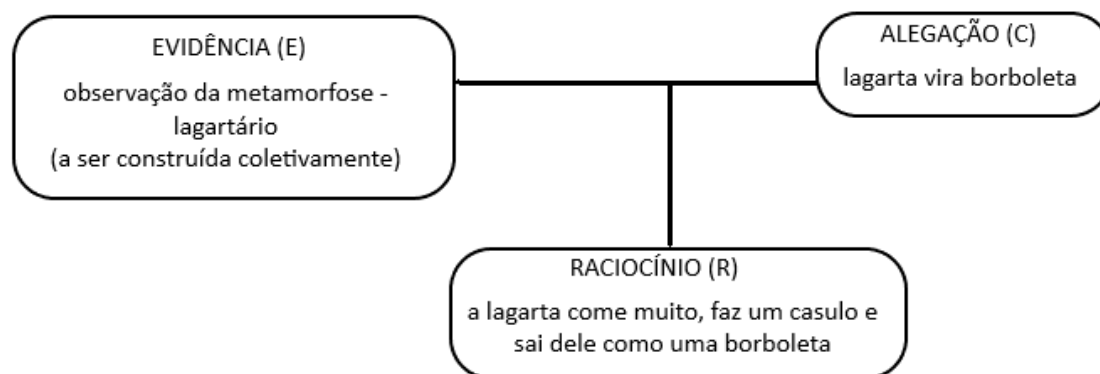 EVIDÊNCIA (E)
observação da metamorfose -
lagartário
(a ser construída coletivamente)
ALEGAÇÃO (C)
lagarta vira borboleta
RACIOCÍNIO (R)
a lagarta come muito, faz um casulo e
sai dele como uma borboleta